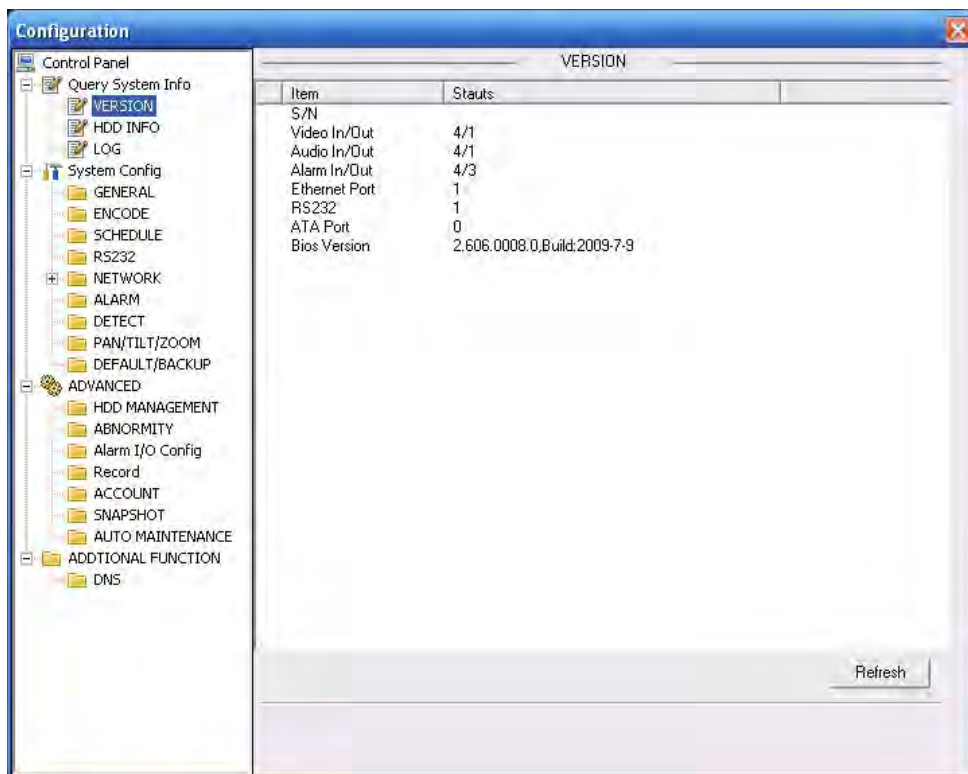 Configuration
Control Panel
Query System Info
VERSION
HDD INFO
LOG
System Config
GENERAL
ENCODE
SCHEDULE
RS232
NETWORK
ALARM
DETECT
PAN/TILT/ZOOM
DEFAULT/BACKUP
ADVANCED
HDD MANAGEMENT
ABNORMITY
Alarm I/O Config
Record
ACCOUNT
SNAPSHOT
AUTO MAINTENANCE
ADDTIONAL FUNCTION
DNS
VERSION
Item Stauts
S/N
Video In/Out 4/1
Audio In/Out 4/1
Alarm In/Out 4/3
Ethernet Port 1
RS232 1
ATA Port 0
Bios Version 2.606.0008.0,Build:2009-7-9
Refresh